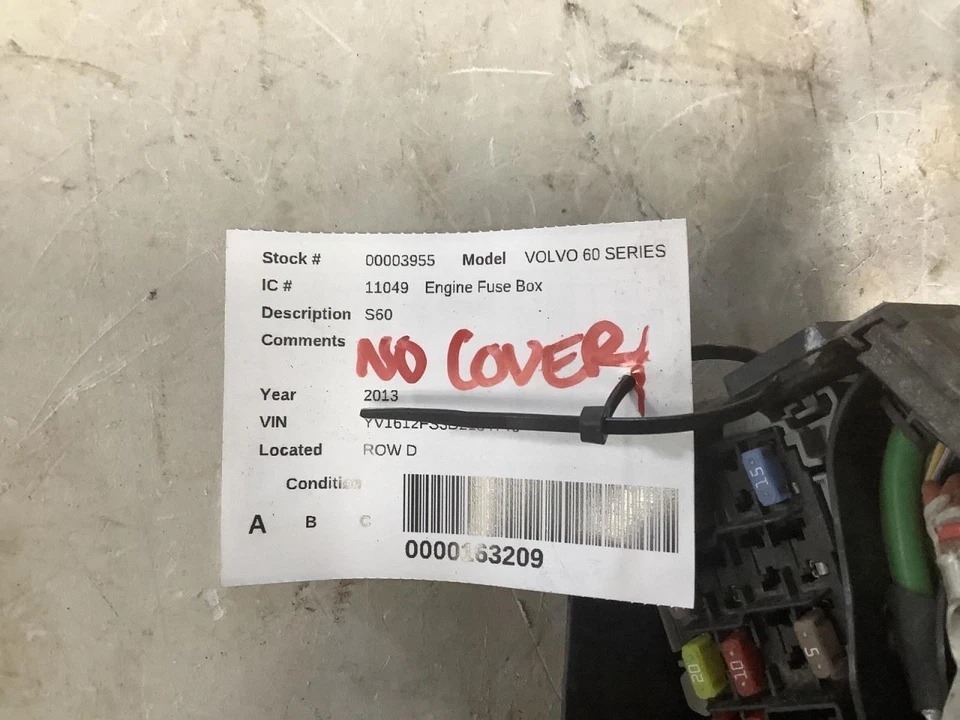 Stock # 00003955 Model VOLVO 60 SERIES
IC # 11049 Engine Fuse Box
Description S60
Comments NO COVER
Year 2013
VIN
Located ROW D
Condition
A B C
0000163209
15
20
10
5